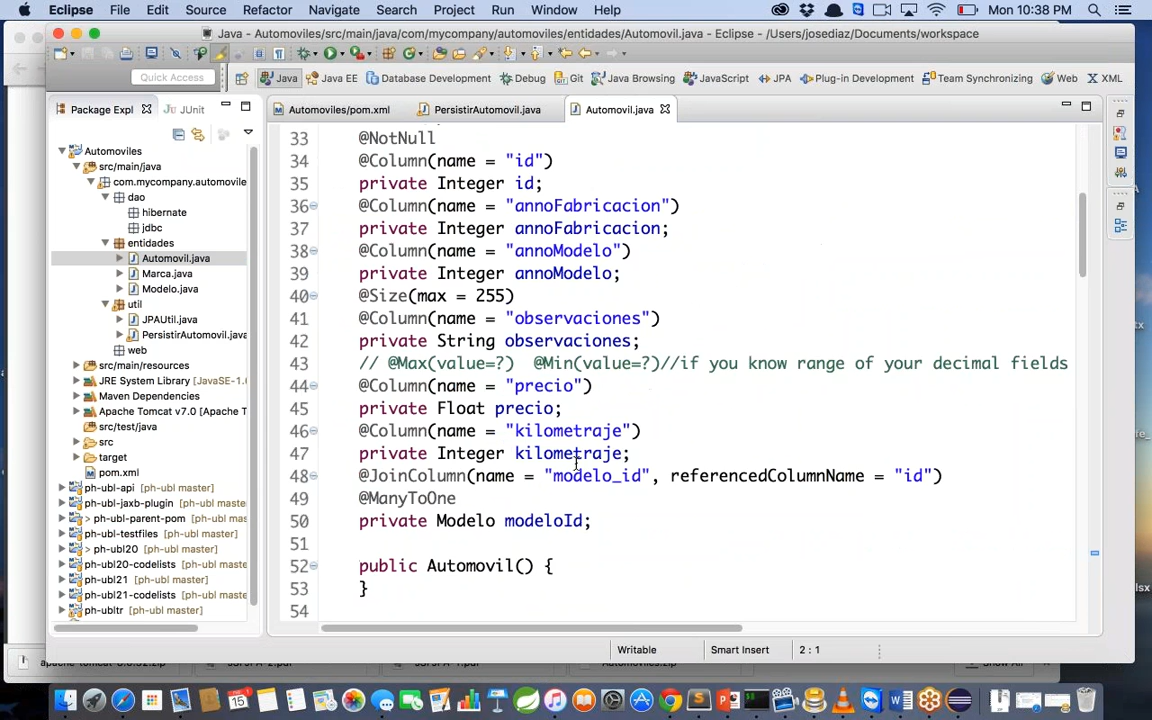 Eclipse File Edit Source Refactor Navigate Search Project Run Window Help Mon 10:38 PM
Java - Automoviles/src/main/java/com/mycompany/automoviles/entidades/Automovil.java - Eclipse - /Users/josediaz/Documents/workspace
Quick Access Java Java EE Database Development Debug Git Java Browsing JavaScript JPA Plug-in Development Team Synchronizing Web XML
Package Expl JUnit
Automoviles/pom.xml PersistirAutomovil.java Automovil.java
Automoviles
src/main/java
com.mycompany.automoviles
dao
hibernate
jdbc
entidades
Automovil.java
Marca.java
Modelo.java
util
JPAUtil.java
PersistirAutomovil.java
web
src/main/resources
JRE System Library [JavaSE-1.
Maven Dependencies
Apache Tomcat v7.0 [Apache T
src/test/java
src
target
pom.xml
ph-ubl-api [ph-ubl master]
ph-ubl-jaxb-plugin [ph-ubl mast
> ph-ubl-parent-pom [ph-ubl ma
ph-ubl-testfiles [ph-ubl master]
> ph-ubl20 [ph-ubl master]
ph-ubl20-codelists [ph-ubl mast
ph-ubl21 [ph-ubl master]
ph-ubl21-codelists [ph-ubl mast
ph-ubltr [ph-ubl master]
33 @NotNull
34 @Column(name = "id")
35 private Integer id;
36 @Column(name = "annoFabricacion")
37 private Integer annoFabricacion;
38 @Column(name = "annoModelo")
39 private Integer annoModelo;
40 @Size(max = 255)
41 @Column(name = "observaciones")
42 private String observaciones;
43 // @Max(value=?)  @Min(value=?)//if you know range of your decimal fields
44 @Column(name = "precio")
45 private Float precio;
46 @Column(name = "kilometraje")
47 private Integer kilometraje;
48 @JoinColumn(name = "modelo_id", referencedColumnName = "id")
49 @ManyToOne
50 private Modelo modeloId;
51
52 public Automovil() {
53 }
54
Writable Smart Insert 2 : 1